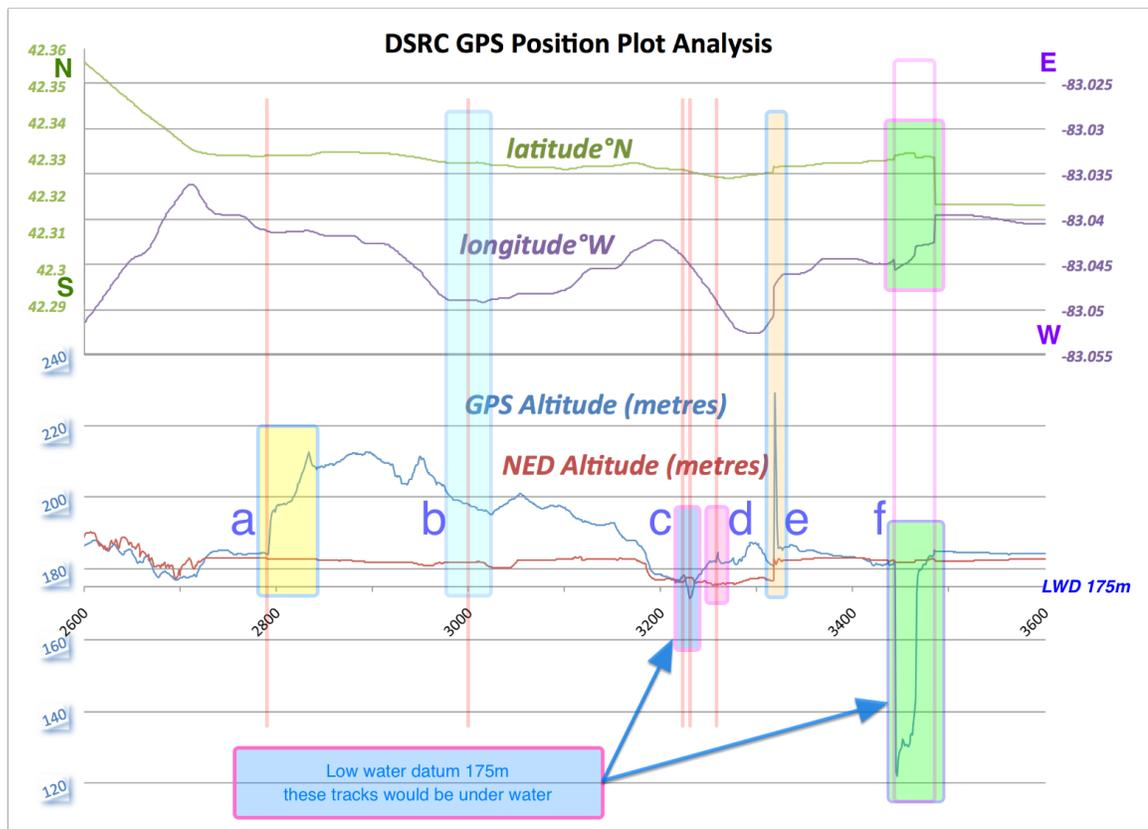 DSRC GPS Position Plot Analysis
42.36
N
42.35
42.34
42.33
42.32
42.31
42.3
S
42.29
E
-83.025
-83.03
-83.035
-83.04
-83.045
-83.05
W
-83.055
latitude°N
longitude°W
240
220
200
180
160
140
120
GPS Altitude (metres)
NED Altitude (metres)
a
b
c
d
e
f
LWD 175m
2600
2800
3000
3200
3400
3600
Low water datum 175m
these tracks would be under water